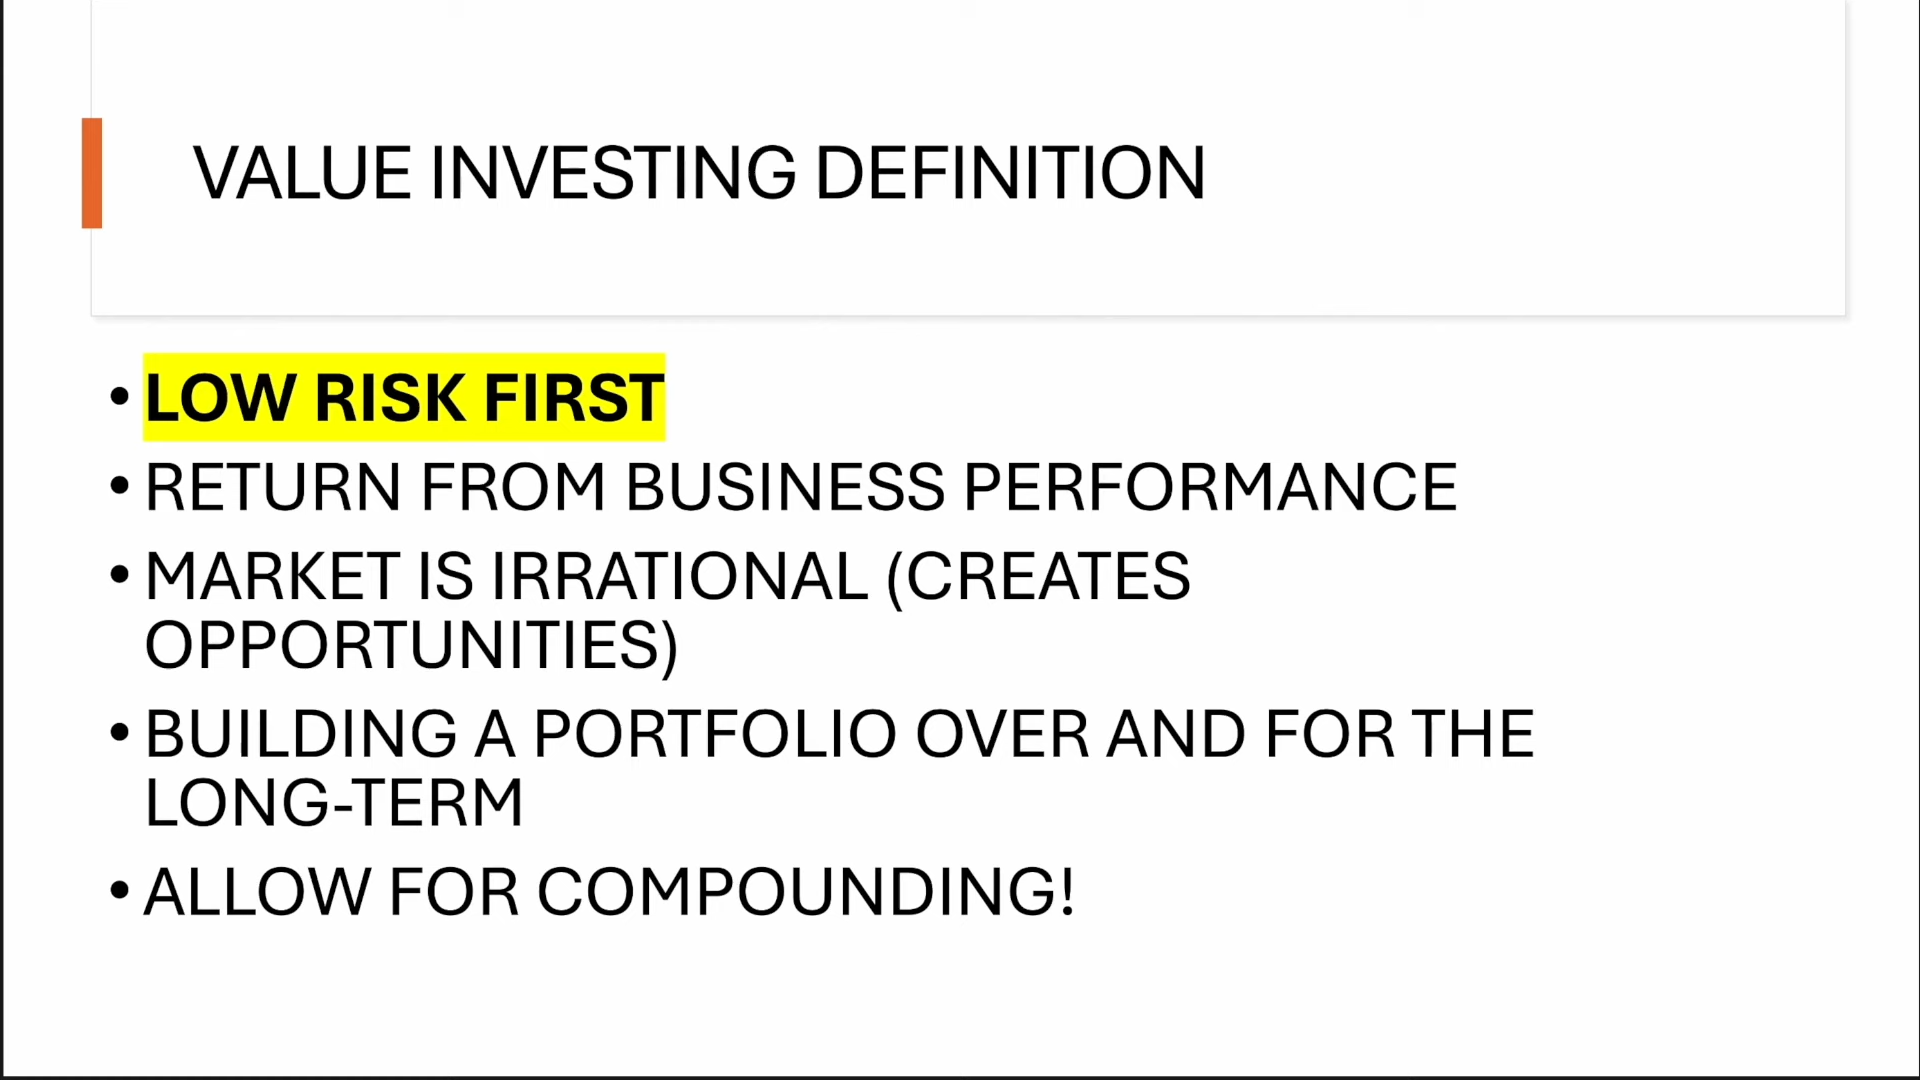 VALUE INVESTING DEFINITION
• LOW RISK FIRST
• RETURN FROM BUSINESS PERFORMANCE
• MARKET IS IRRATIONAL (CREATES
OPPORTUNITIES)
• BUILDING A PORTFOLIO OVER AND FOR THE
LONG-TERM
• ALLOW FOR COMPOUNDING!